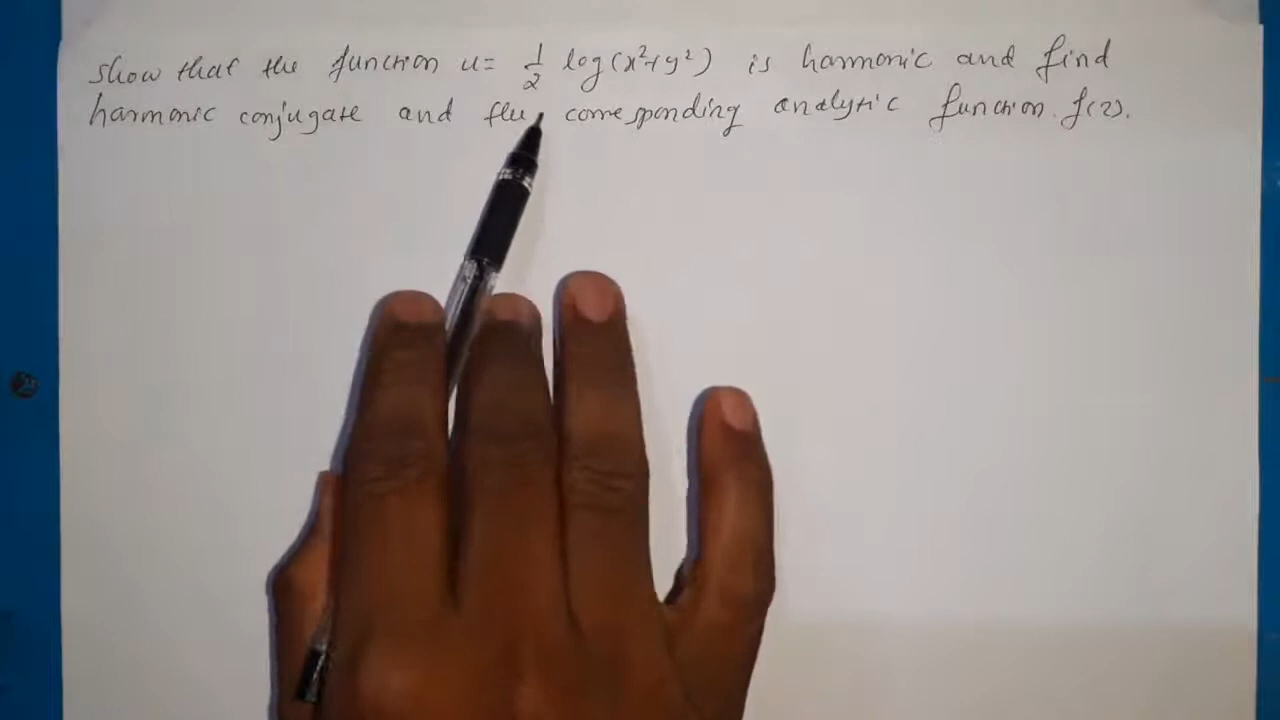 show that the function u = 1/2 log(x²+y²) is harmonic and find
harmonic conjugate and corresponding analytic function. f(z).